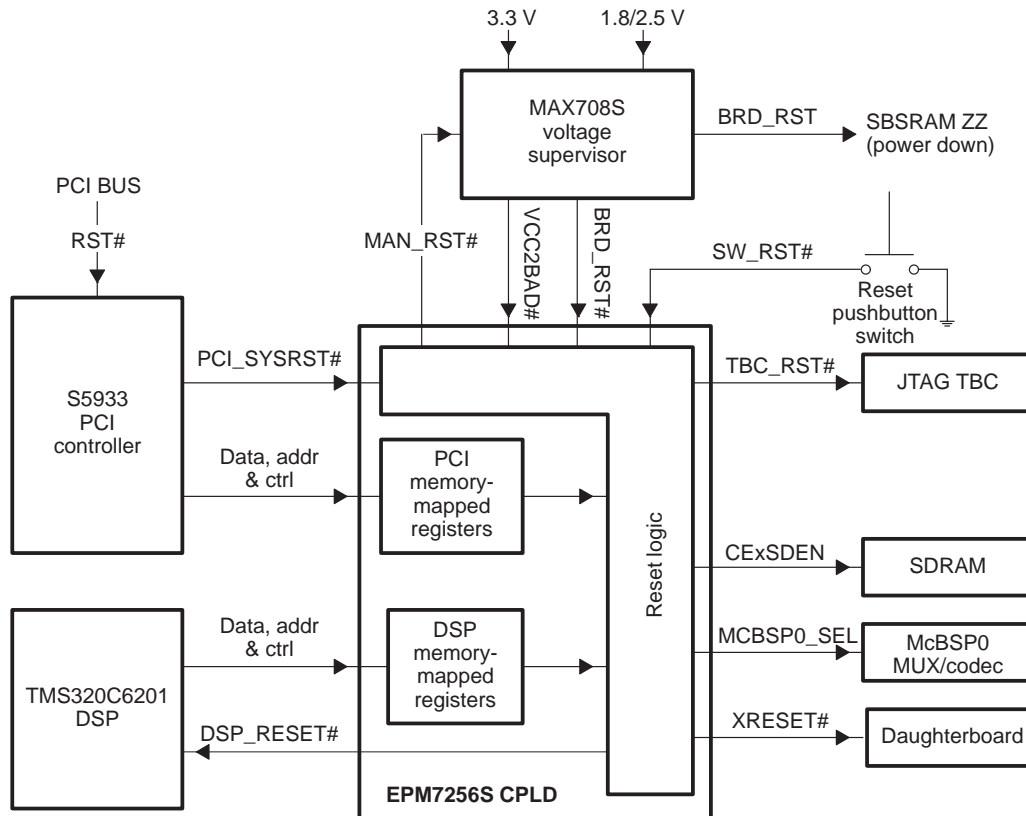 3.3 V
1.8/2.5 V
MAX708S
voltage
supervisor
BRD_RST
SBSRAM ZZ
(power down)
PCI BUS
RST#
MAN_RST#
VCC2BAD#
BRD_RST#
SW_RST#
Reset
pushbutton
switch
S5933
PCI
controller
PCI_SYSRST#
TBC_RST#
JTAG TBC
Data, addr
& ctrl
PCI
memory-
mapped
registers
Reset logic
CExSDEN
SDRAM
TMS320C6201
DSP
Data, addr
& ctrl
DSP
memory-
mapped
registers
MCBSP0_SEL
McBSP0
MUX/codec
DSP_RESET#
XRESET#
Daughterboard
EPM7256S CPLD